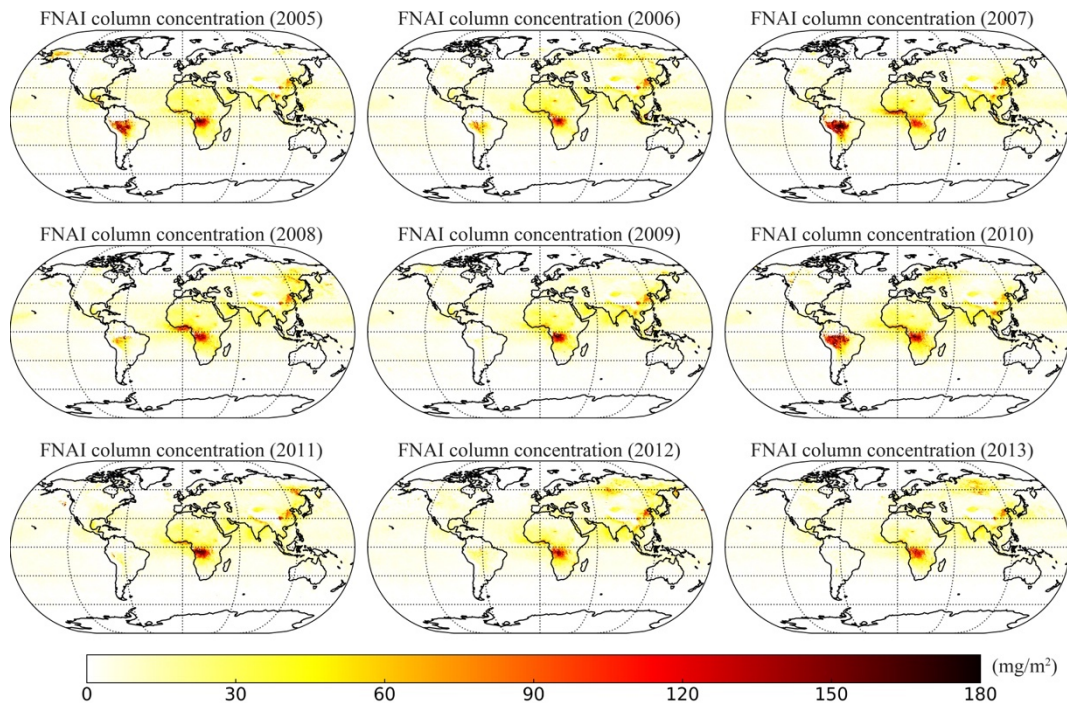 FNAI column concentration (2005)
FNAI column concentration (2006)
FNAI column concentration (2007)
FNAI column concentration (2008)
FNAI column concentration (2009)
FNAI column concentration (2010)
FNAI column concentration (2011)
FNAI column concentration (2012)
FNAI column concentration (2013)
(mg/m²)
0 30 60 90 120 150 180